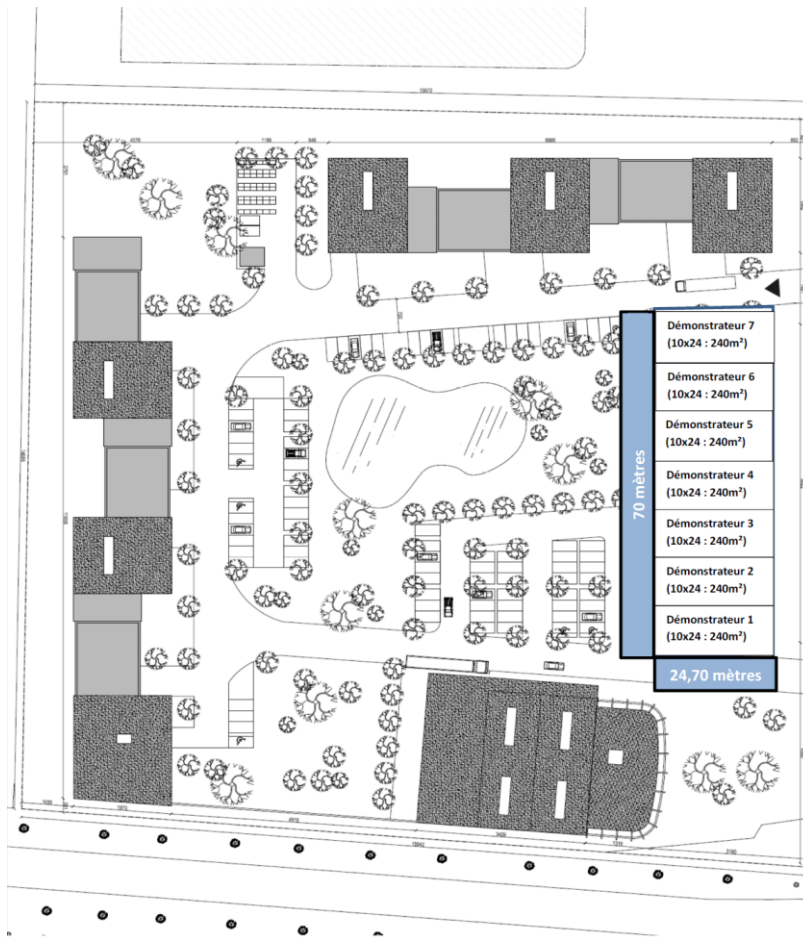 Démonstrateur 7
(10x24 : 240m²)
Démonstrateur 6
(10x24 : 240m²)
Démonstrateur 5
(10x24 : 240m²)
Démonstrateur 4
(10x24 : 240m²)
Démonstrateur 3
(10x24 : 240m²)
Démonstrateur 2
(10x24 : 240m²)
Démonstrateur 1
(10x24 : 240m²)
70 mètres
24,70 mètres